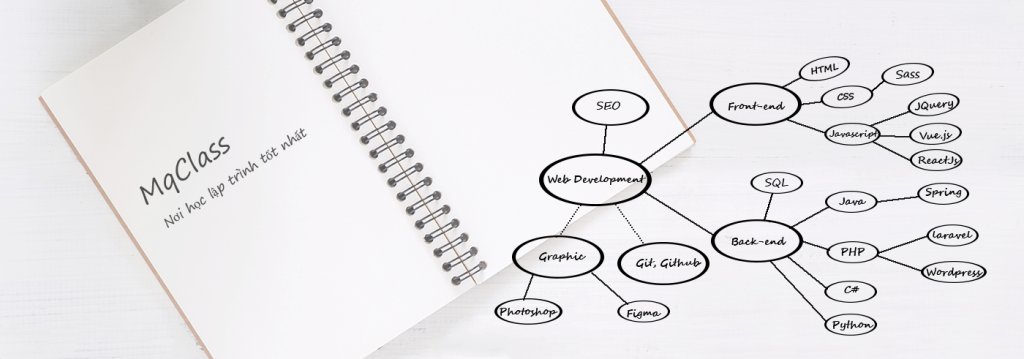 MqClass
Nơi học lập trình tốt nhất
SEO
Web Development
Graphic
Git, Github
Photoshop
Figma
Front-end
HTML
CSS
Sass
Javascript
JQuery
Vue.js
ReactJs
Back-end
SQL
Java
Spring
PHP
laravel
Wordpress
C#
Python